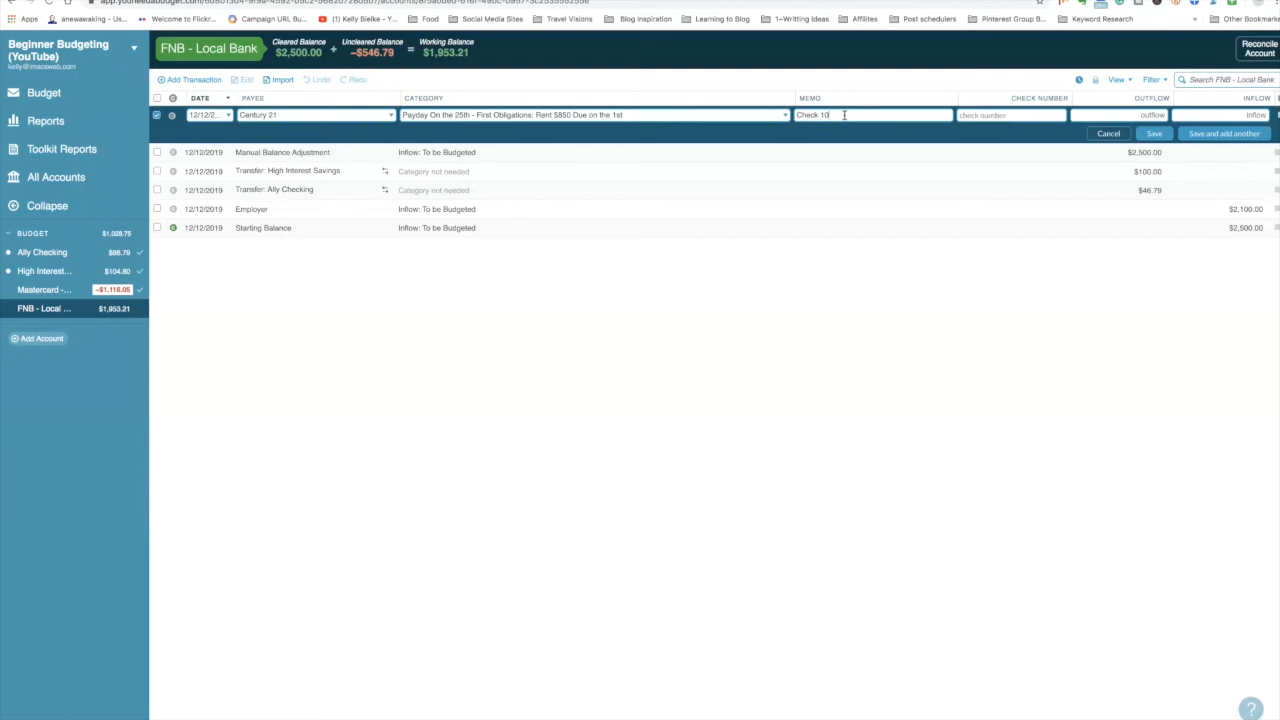 Apps anewawaking - Us... Welcome to Flickr... Campaign URL Bu... (1) Kelly Bielke - Y... Food Social Media Sites Travel Visions Blog Inspiration Learning to Blog 1~Writing Ideas Affilites Post schedulers Pinterest Group B... Keyword Research » Other Bookmarks
Beginner Budgeting
(YouTube)
kelly@imacsweb.com
Budget
Reports
Toolkit Reports
All Accounts
Collapse
BUDGET $1,028.75
Ally Checking $86.79
High Interest... $104.80
Mastercard -... -$1,116.05
FNB - Local ... $1,953.21
Add Account
FNB - Local Bank
Cleared Balance
$2,500.00
+
Uncleared Balance
-$546.79
=
Working Balance
$1,953.21
Reconcile
Account
Add Transaction Edit Import Undo Redo View Filter Search FNB - Local Bank
DATE PAYEE CATEGORY MEMO CHECK NUMBER OUTFLOW INFLOW
12/12/2... Century 21 Payday On the 25th - First Obligations: Rent $850 Due on the 1st Check 10 check number outflow inflow
Cancel Save Save and add another
12/12/2019 Manual Balance Adjustment Inflow: To be Budgeted $2,500.00
12/12/2019 Transfer: High Interest Savings Category not needed $100.00
12/12/2019 Transfer: Ally Checking Category not needed $46.79
12/12/2019 Employer Inflow: To be Budgeted $2,100.00
12/12/2019 Starting Balance Inflow: To be Budgeted $2,500.00
?